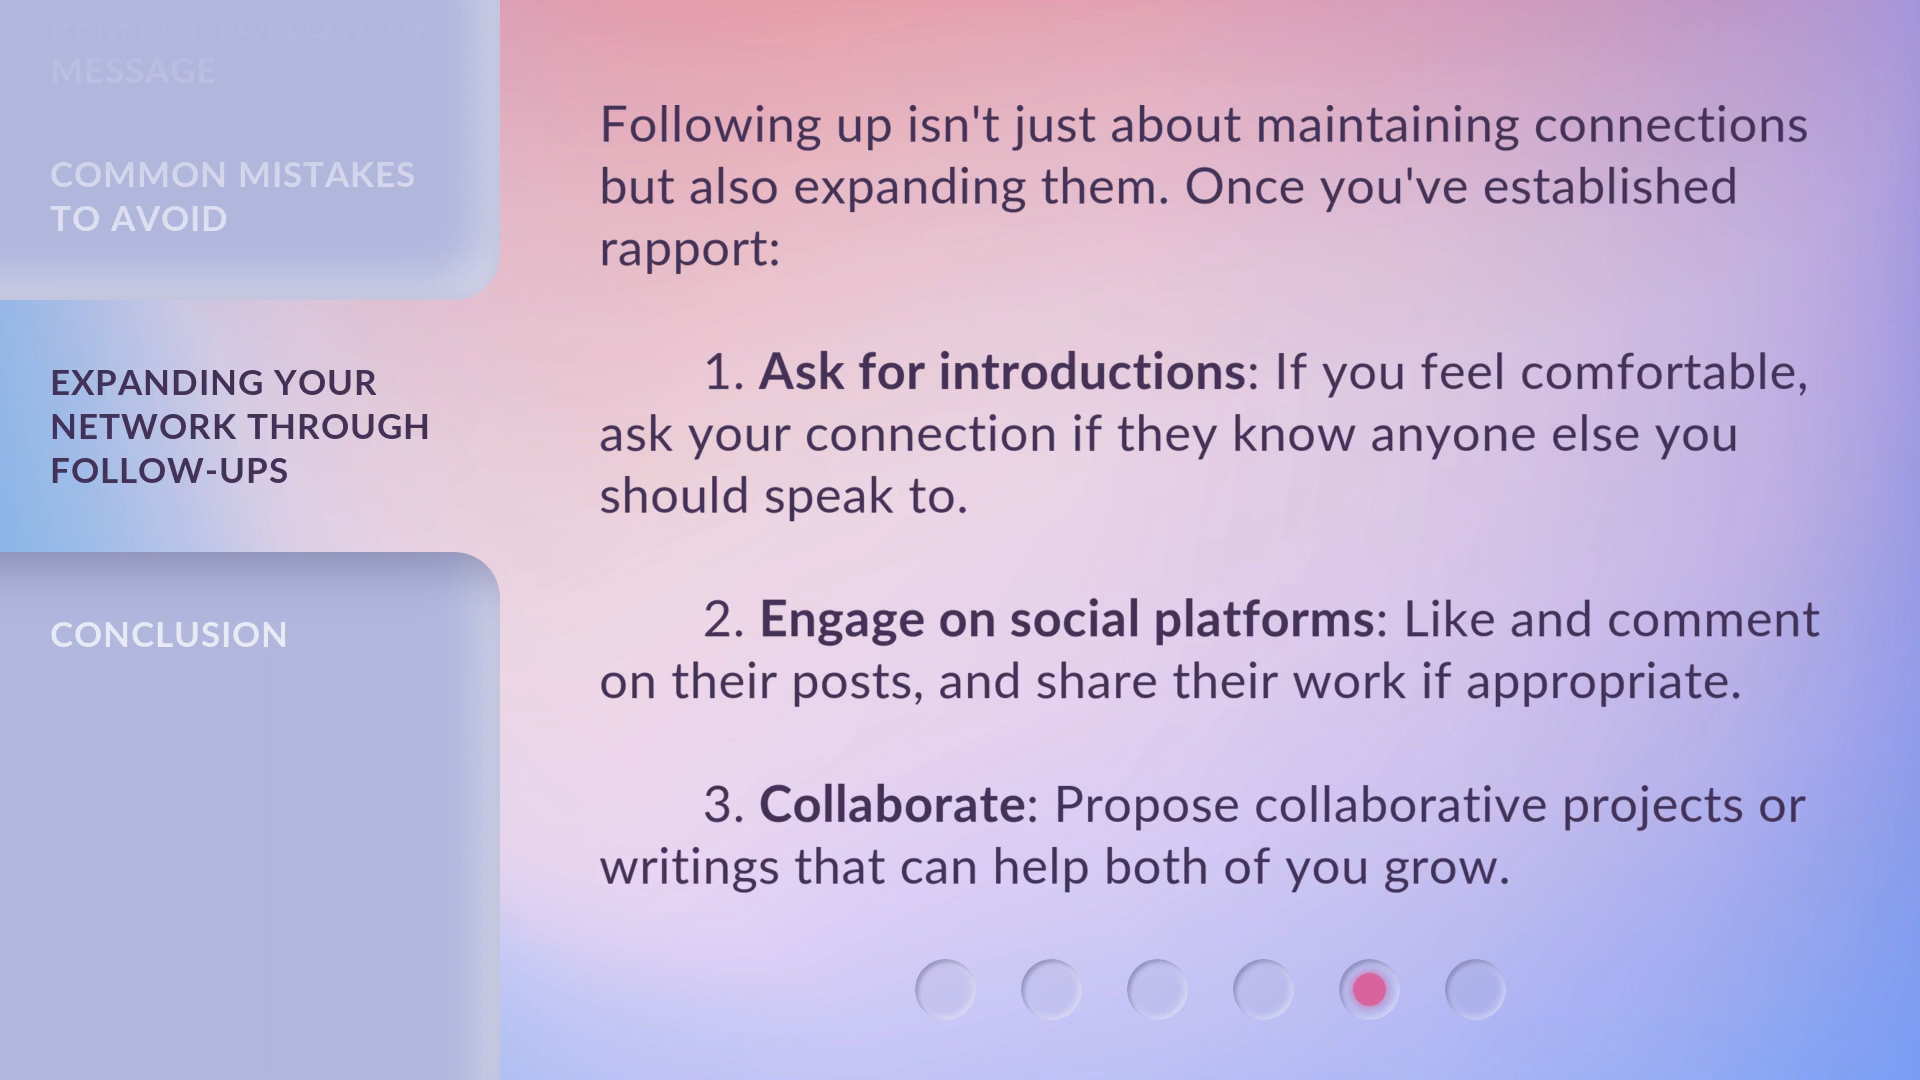 PERFECT FOLLOW-UP
MESSAGE
COMMON MISTAKES
TO AVOID
EXPANDING YOUR
NETWORK THROUGH
FOLLOW-UPS
CONCLUSION
Following up isn't just about maintaining connections
but also expanding them. Once you've established
rapport:
1. Ask for introductions: If you feel comfortable,
ask your connection if they know anyone else you
should speak to.
2. Engage on social platforms: Like and comment
on their posts, and share their work if appropriate.
3. Collaborate: Propose collaborative projects or
writings that can help both of you grow.